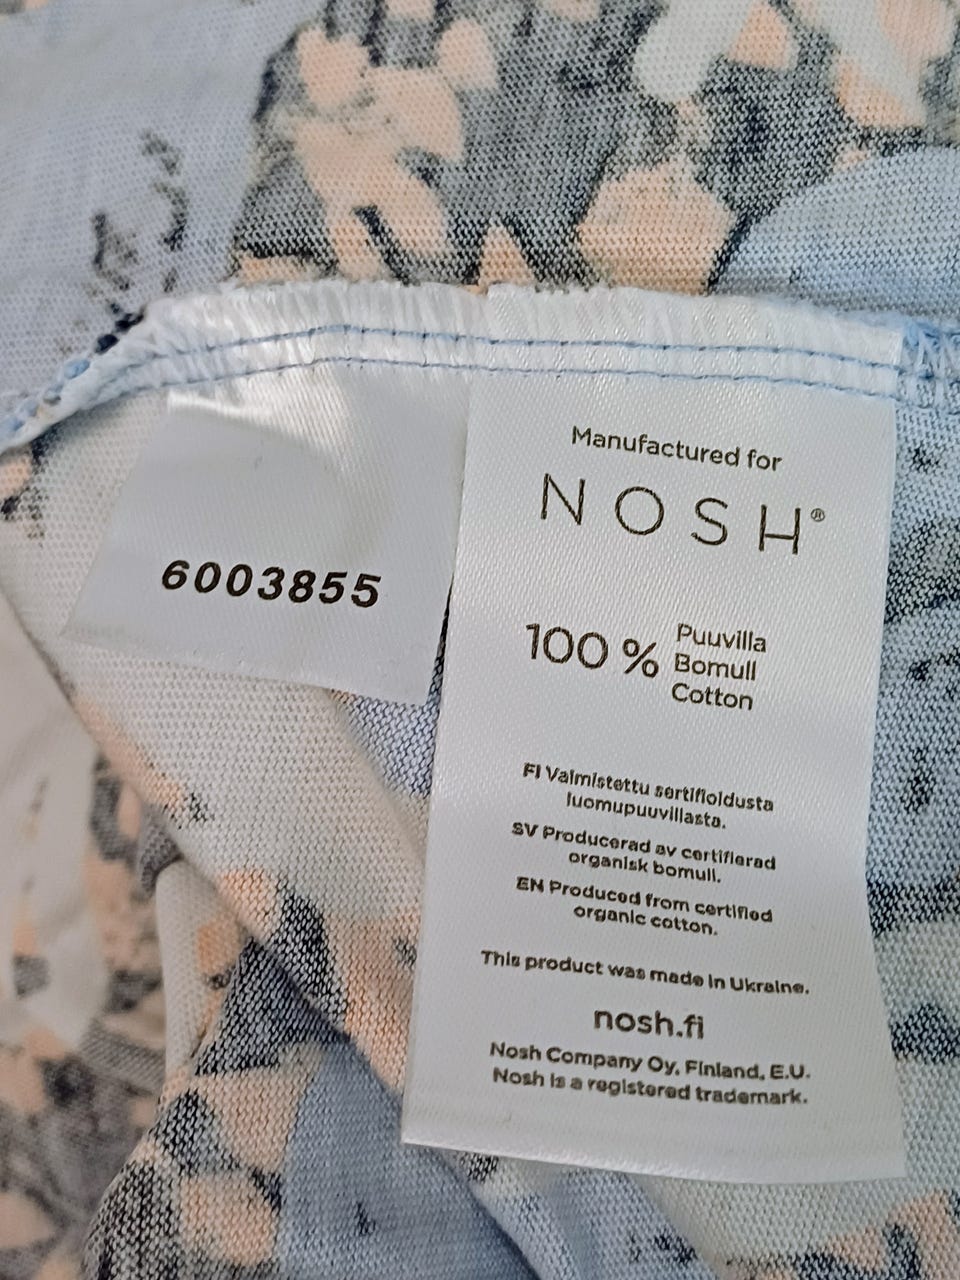 6003855
Manufactured for
NOSH®
100 % Puuvilla
Bomull
Cotton
FI Valmistettu sertifioidusta
luomupuuvillasta.
SV Producerad av certifierad
organisk bomull.
EN Produced from certified
organic cotton.
This product was made in Ukraine.
nosh.fi
Nosh Company Oy, Finland, E.U.
Nosh is a registered trademark.